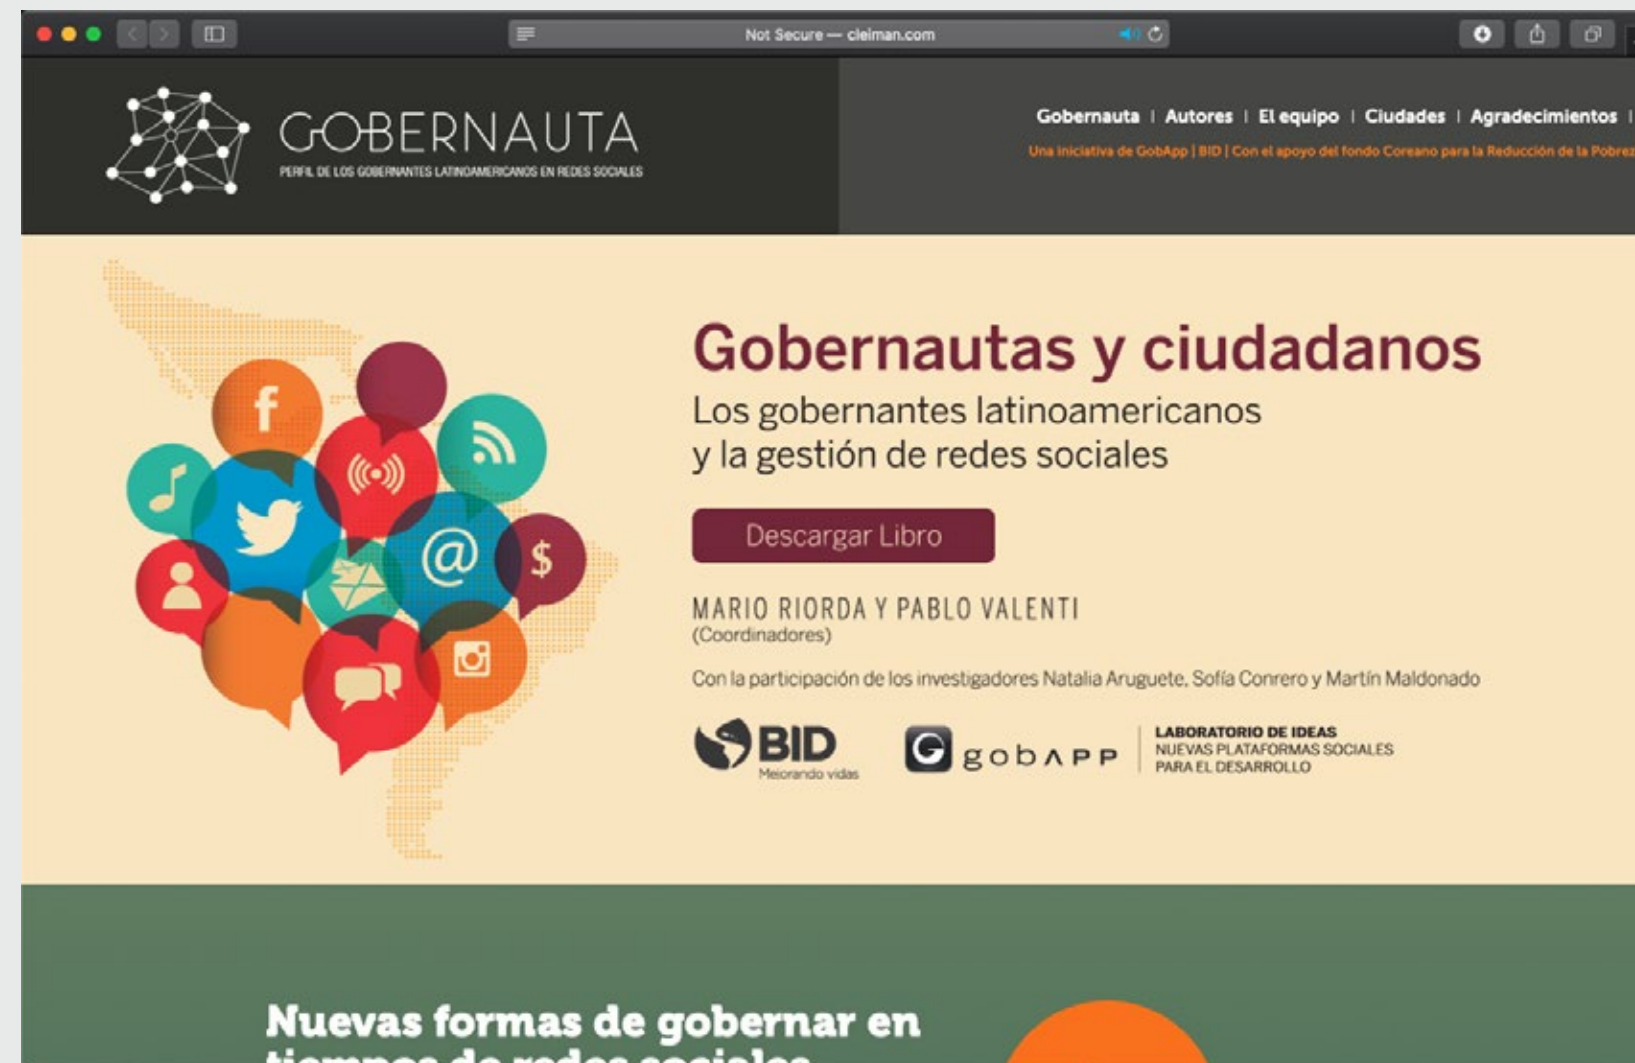 Not Secure — cleiman.com
GOBERNAUTA
PERFIL DE LOS GOBERNANTES LATINOAMERICANOS EN REDES SOCIALES
Gobernauta | Autores | El equipo | Ciudades | Agradecimientos |
Una iniciativa de GobApp | BID | Con el apoyo del fondo Coreano para la Reducción de la Pobrez
Gobernautas y ciudadanos
Los gobernantes latinoamericanos
y la gestión de redes sociales
Descargar Libro
MARIO RIORDA Y PABLO VALENTI
(Coordinadores)
Con la participación de los investigadores Natalia Aruguete, Sofía Conrero y Martín Maldonado
BID
Mejorando vidas
G gobAPP
LABORATORIO DE IDEAS
NUEVAS PLATAFORMAS SOCIALES
PARA EL DESARROLLO
f
@
$
Nuevas formas de gobernar en
tiempos de redes sociales